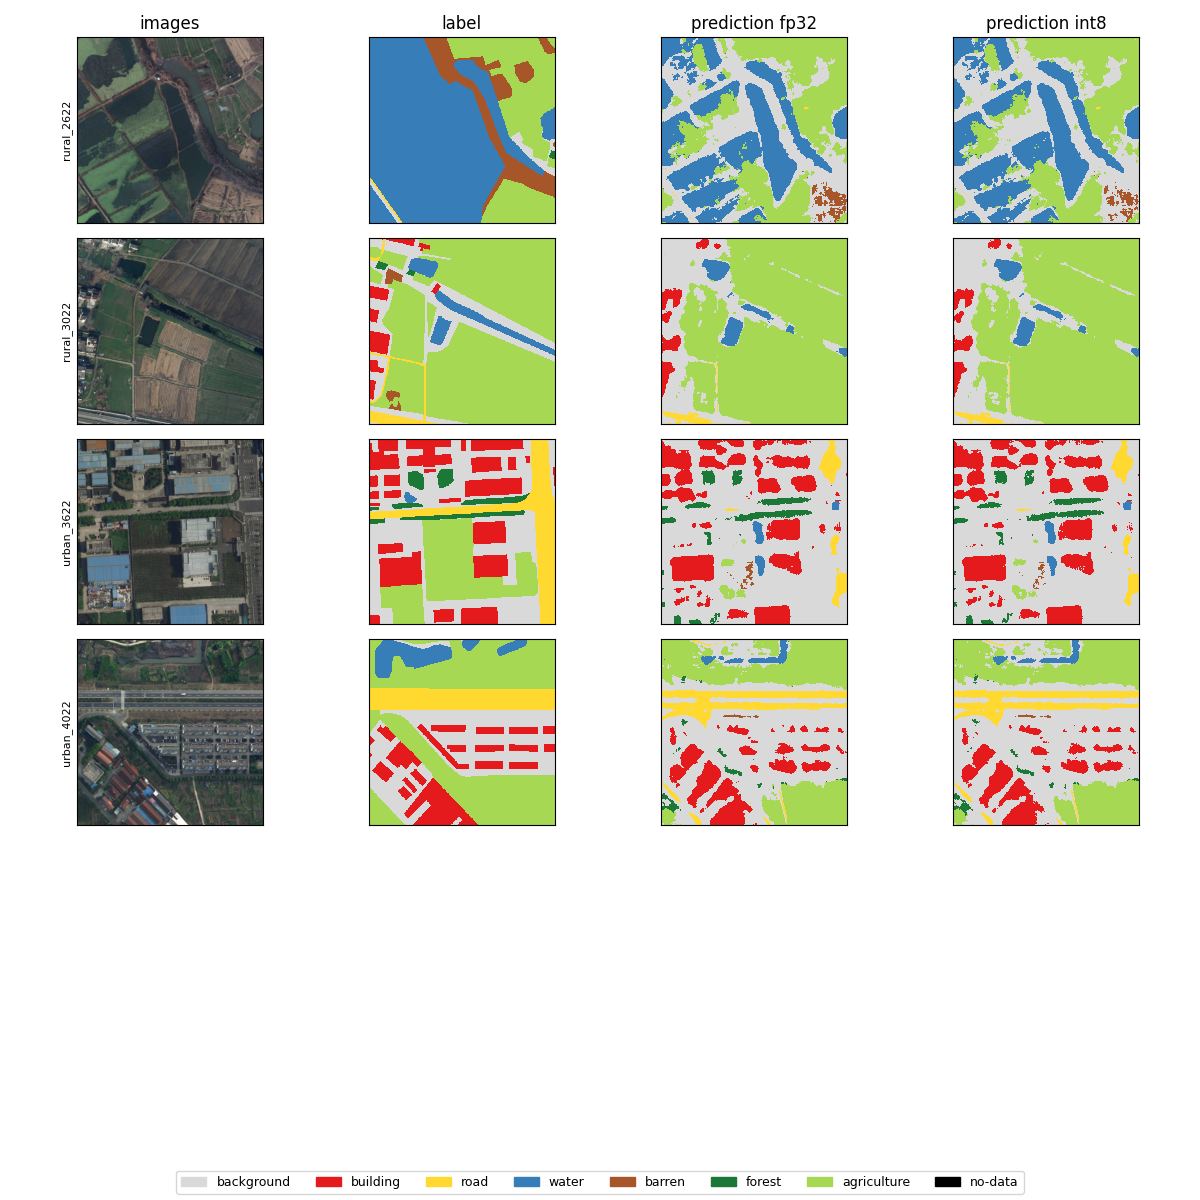 images label prediction fp32 prediction int8
rural_2622
rural_3022
urban_3622
urban_4022
background building road water barren forest agriculture no-data